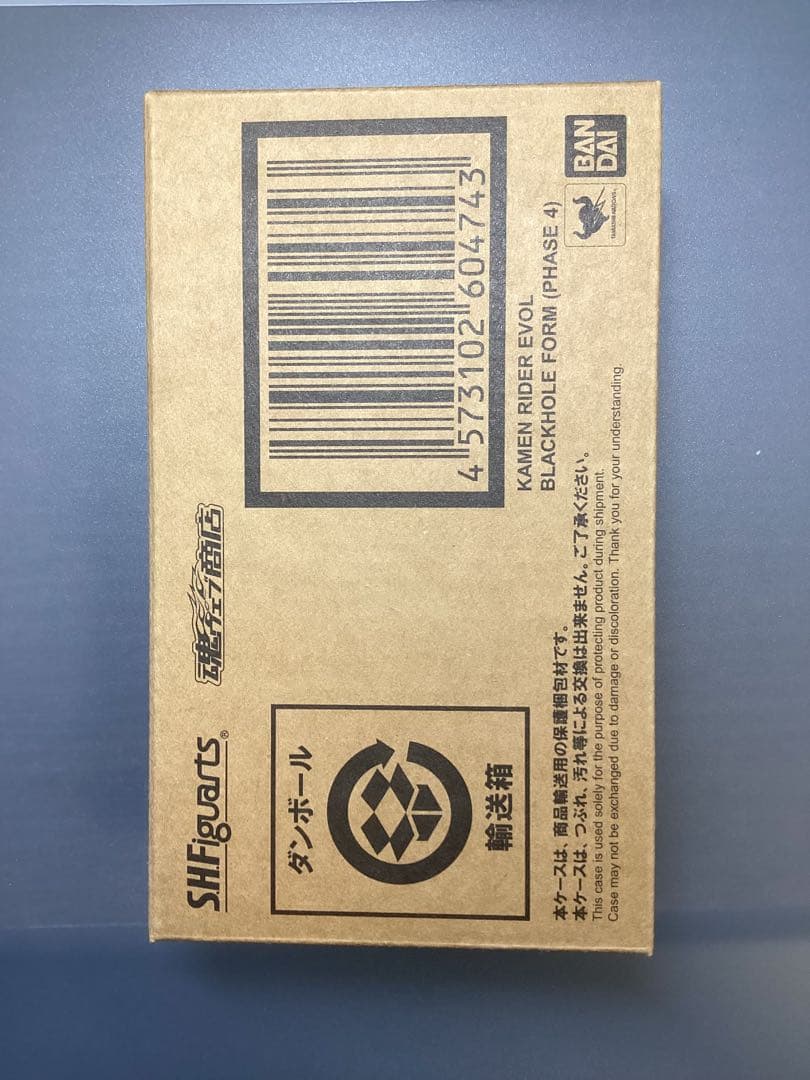 S.H.Figuarts®
魂ウェブ商店
ダンボール
輸送箱
4 573102 604743
KAMEN RIDER EVOL
BLACKHOLE FORM (PHASE 4)
BAN
DAI
TAMASHII NATIONS
本ケースは、商品輸送用の保護梱包材です。
本ケースは、つぶれ、汚れ等による交換は出来ません。ご了承ください。
This case is used solely for the purpose of protecting product during shipment.
Case may not be exchanged due to damage or discoloration. Thank you for your understanding.